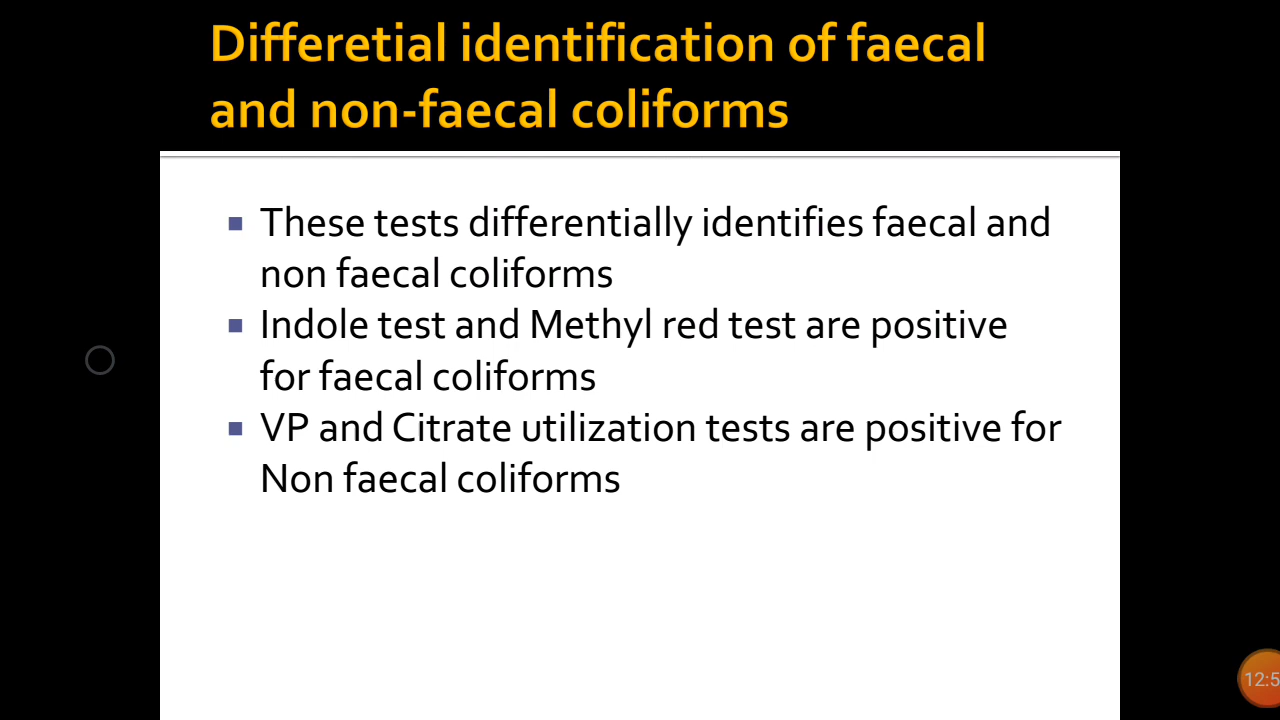 Differetial identification of faecal
and non-faecal coliforms
These tests differentially identifies faecal and
non faecal coliforms
Indole test and Methyl red test are positive
for faecal coliforms
VP and Citrate utilization tests are positive for
Non faecal coliforms
12:5